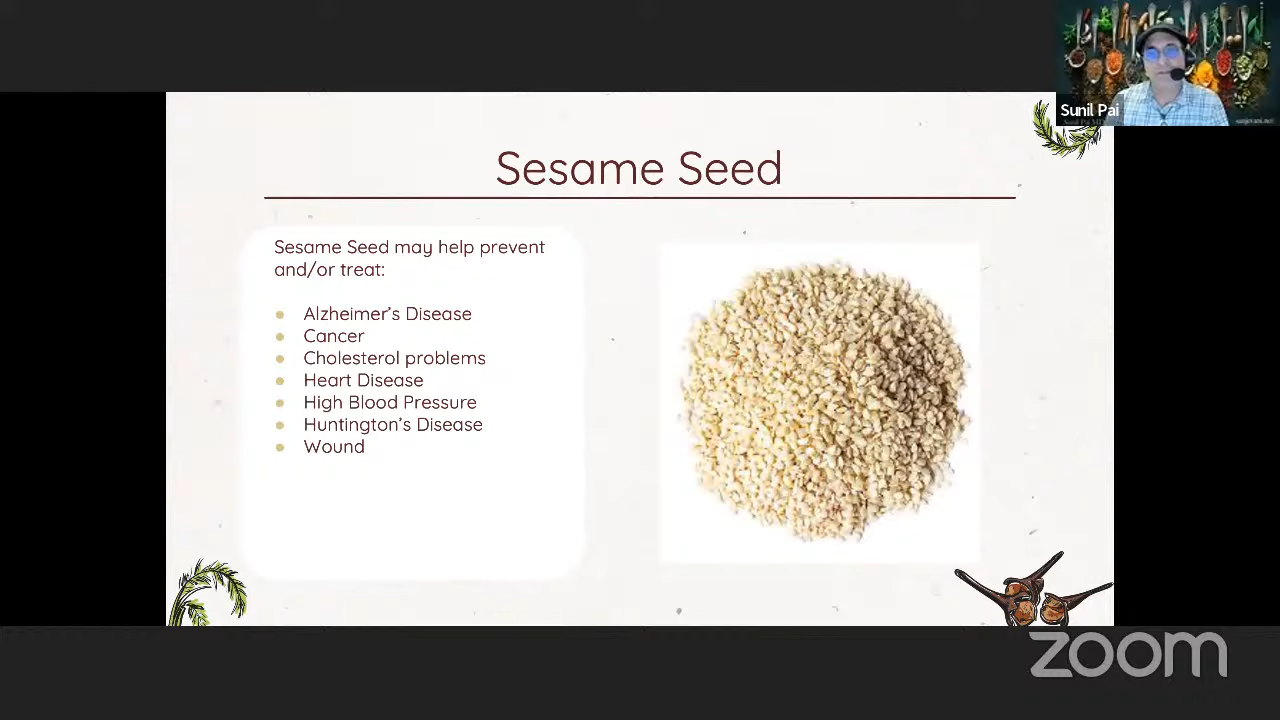 Sunil Pai
Sesame Seed
Sesame Seed may help prevent
and/or treat:
Alzheimer's Disease
Cancer
Cholesterol problems
Heart Disease
High Blood Pressure
Huntington's Disease
Wound
zoom